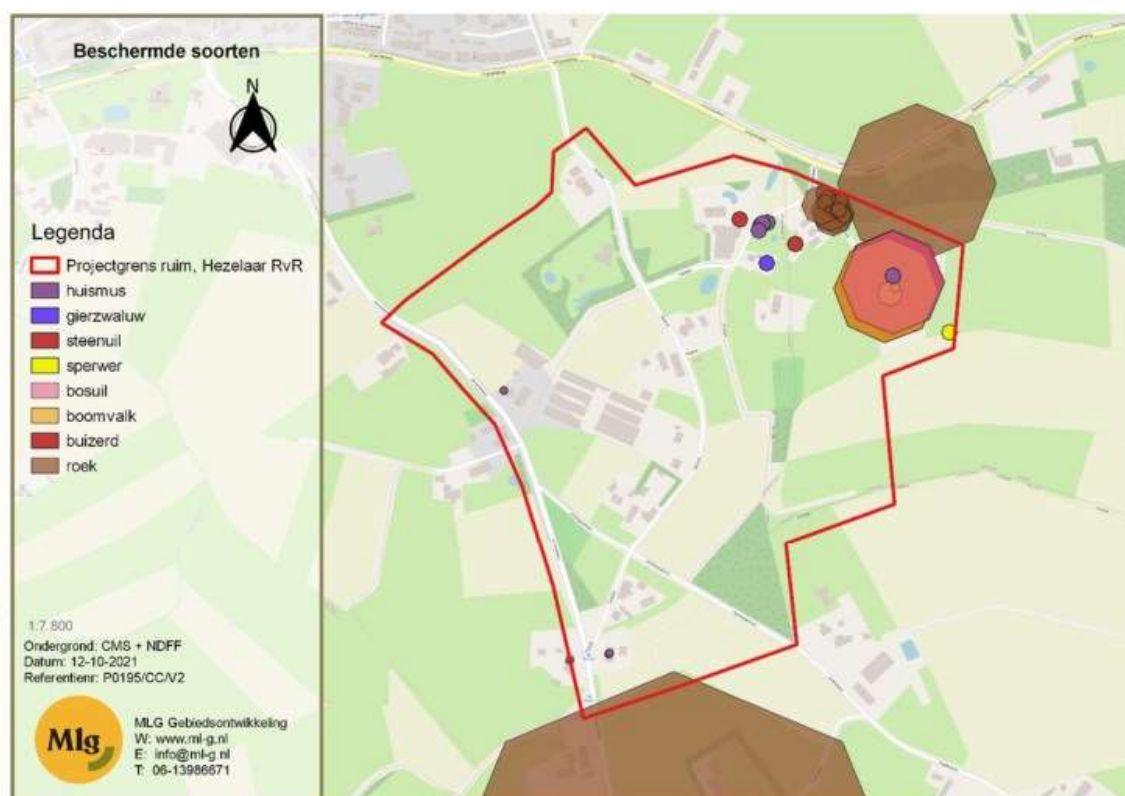 Beschermde soorten
N
Legenda
Projectgrens ruim, Hezelaar RvR
huismus
gierzwaluw
steenuil
sperwer
bosuil
boomvalk
buizerd
roek
1:7.800
Ondergrond: CMS + NDFF
Datum: 12-10-2021
Referentienr: P0195/CC/V2
Mlg
MLG Gebiedsontwikkeling
W: www.ml-g.nl
E: info@ml-g.nl
T: 06-13986671